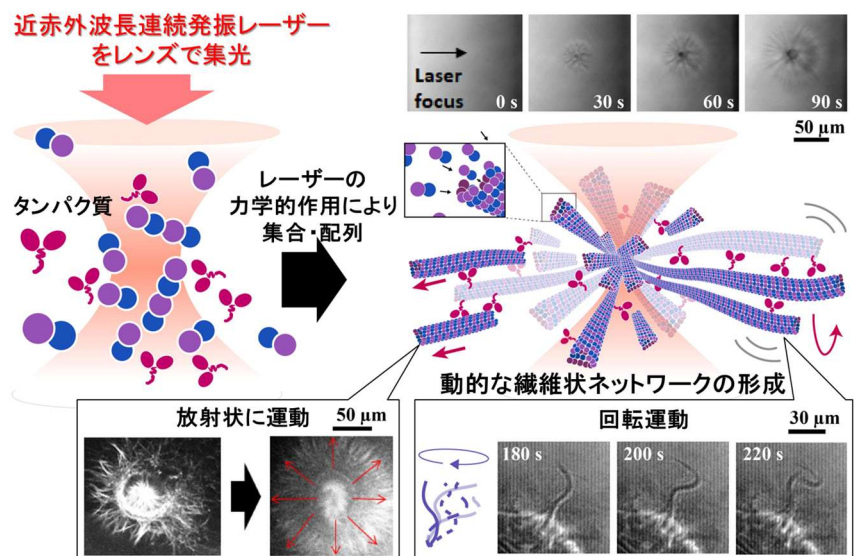 近赤外波長連続発振レーザー
をレンズで集光
Laser
focus
0 s
30 s
60 s
90 s
50 µm
タンパク質
レーザーの
力学的作用により
集合・配列
動的な繊維状ネットワークの形成
放射状に運動
50 µm
回転運動
30 µm
180 s
200 s
220 s